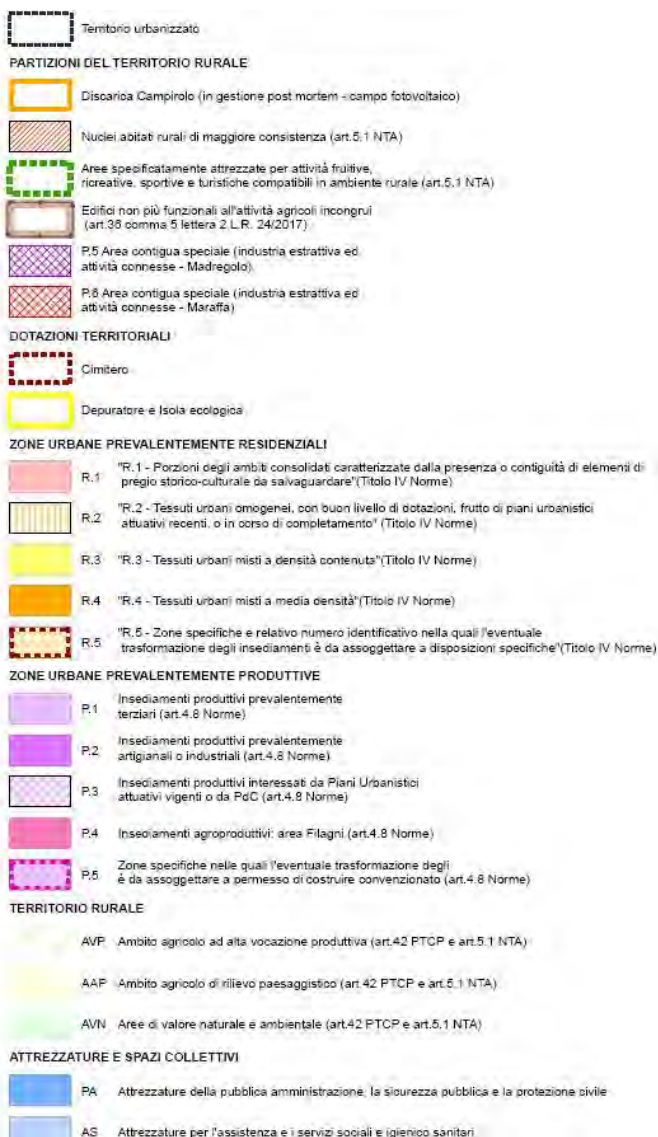 Territorio urbanizzato
PARTIZIONI DEL TERRITORIO RURALE
Discarica Campirolo (in gestione post mortem - campo fotovoltaico)
Nuclei abitati rurali di maggiore consistenza (art.5.1 NTA)
Aree specificatamente attrezzate per attività fruitive,
ricreative, sportive e turistiche compatibili in ambiente rurale (art.5.1 NTA)
Edifici non più funzionali all'attività agricoli incongrui
(art.36 comma 5 lettera 2 L.R. 24/2017)
P.5 Area contigua speciale (industria estrattiva ed
attività connesse - Madregolo)
P.6 Area contigua speciale (industria estrattiva ed
attività connesse - Maraffa)
DOTAZIONI TERRITORIALI
Cimitero
Depuratore e Isola ecologica
ZONE URBANE PREVALENTEMENTE RESIDENZIALI
R.1 "R.1 - Porzioni degli ambiti consolidati caratterizzate dalla presenza o contiguità di elementi di
pregio storico-culturale da salvaguardare"(Titolo IV Norme)
R.2 "R.2 - Tessuti urbani omogenei, con buon livello di dotazioni, frutto di piani urbanistici
attuativi recenti, o in corso di completamento" (Titolo IV Norme)
R.3 "R.3 - Tessuti urbani misti a densità contenuta"(Titolo IV Norme)
R.4 "R.4 - Tessuti urbani misti a media densità"(Titolo IV Norme)
R.5 "R.5 - Zone specifiche e relativo numero identificativo nella quali l'eventuale
trasformazione degli insediamenti è da assoggettare a disposizioni specifiche"(Titolo IV Norme)
ZONE URBANE PREVALENTEMENTE PRODUTTIVE
P.1 Insediamenti produttivi prevalentemente
terziari (art.4.8 Norme)
P.2 Insediamenti produttivi prevalentemente
artigianali o industriali (art.4.8 Norme)
P.3 Insediamenti produttivi interessati da Piani Urbanistici
attuativi vigenti o da PdC (art.4.8 Norme)
P.4 Insediamenti agroproduttivi: area Filagni (art.4.8 Norme)
P.5 Zone specifiche nelle quali l'eventuale trasformazione degli
è da assoggettare a permesso di costruire convenzionato (art.4.8 Norme)
TERRITORIO RURALE
AVP Ambito agricolo ad alta vocazione produttiva (art.42 PTCP e art.5.1 NTA)
AAP Ambito agricolo di rilievo paesaggistico (art.42 PTCP e art.5.1 NTA)
AVN Aree di valore naturale e ambientale (art.42 PTCP e art.5.1 NTA)
ATTREZZATURE E SPAZI COLLETTIVI
PA Attrezzature della pubblica amministrazione, la sicurezza pubblica e la protezione civile
AS Attrezzature per l'assistenza e i servizi sociali e igienico sanitari